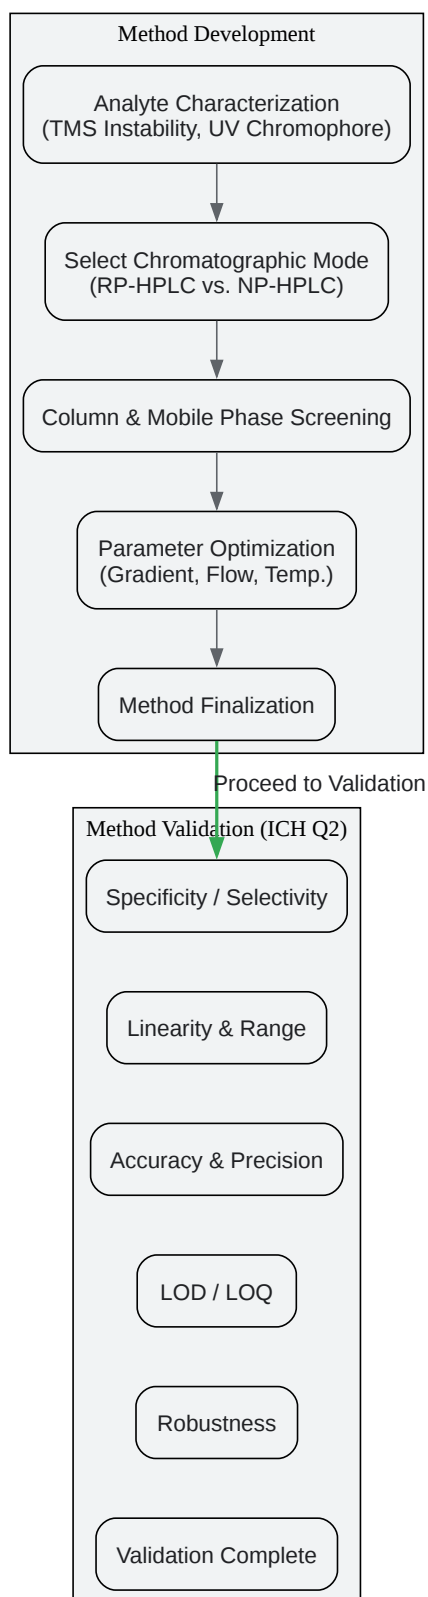 Method Development
Analyte Characterization
(TMS Instability, UV Chromophore)
Select Chromatographic Mode
(RP-HPLC vs. NP-HPLC)
Column & Mobile Phase Screening
Parameter Optimization
(Gradient, Flow, Temp.)
Method Finalization
Proceed to Validation
Method Validation (ICH Q2)
Specificity / Selectivity
Linearity & Range
Accuracy & Precision
LOD / LOQ
Robustness
Validation Complete